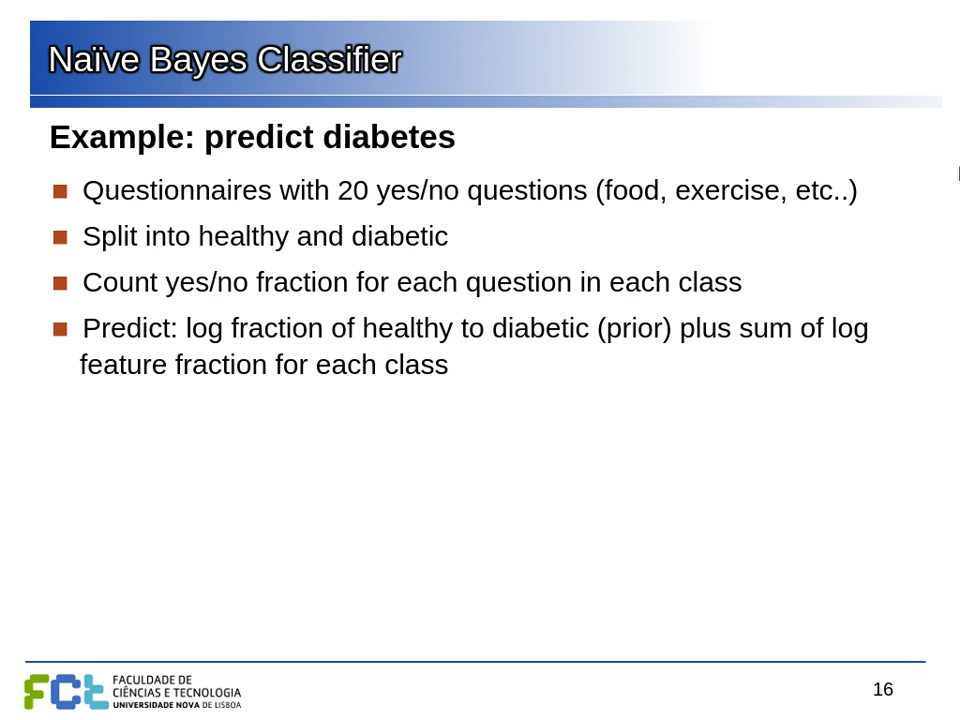 Naïve Bayes Classifier
Example: predict diabetes
Questionnaires with 20 yes/no questions (food, exercise, etc..)
Split into healthy and diabetic
Count yes/no fraction for each question in each class
Predict: log fraction of healthy to diabetic (prior) plus sum of log
feature fraction for each class
FCT
FACULDADE DE
CIÊNCIAS E TECNOLOGIA
UNIVERSIDADE NOVA DE LISBOA
16